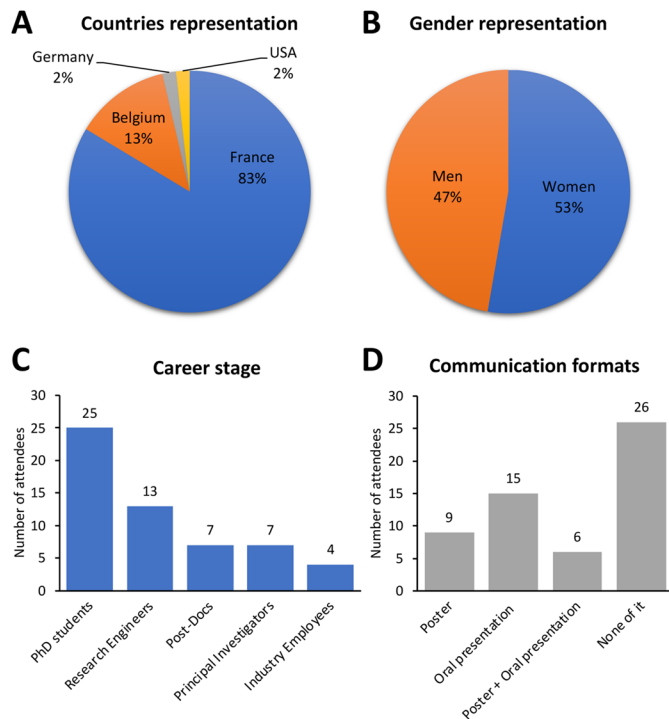 A
Countries representation
Germany
2%
USA
2%
Belgium
13%
France
83%
B
Gender representation
Men
47%
Women
53%
C
Career stage
Number of attendees
30
25
20
15
10
5
0
25
13
7
7
4
PhD students
Research Engineers
Post-Docs
Principal Investigators
Industry Employees
D
Communication formats
Number of attendees
30
25
20
15
10
5
0
9
15
6
26
Poster
Oral presentation
Poster + Oral presentation
None of it